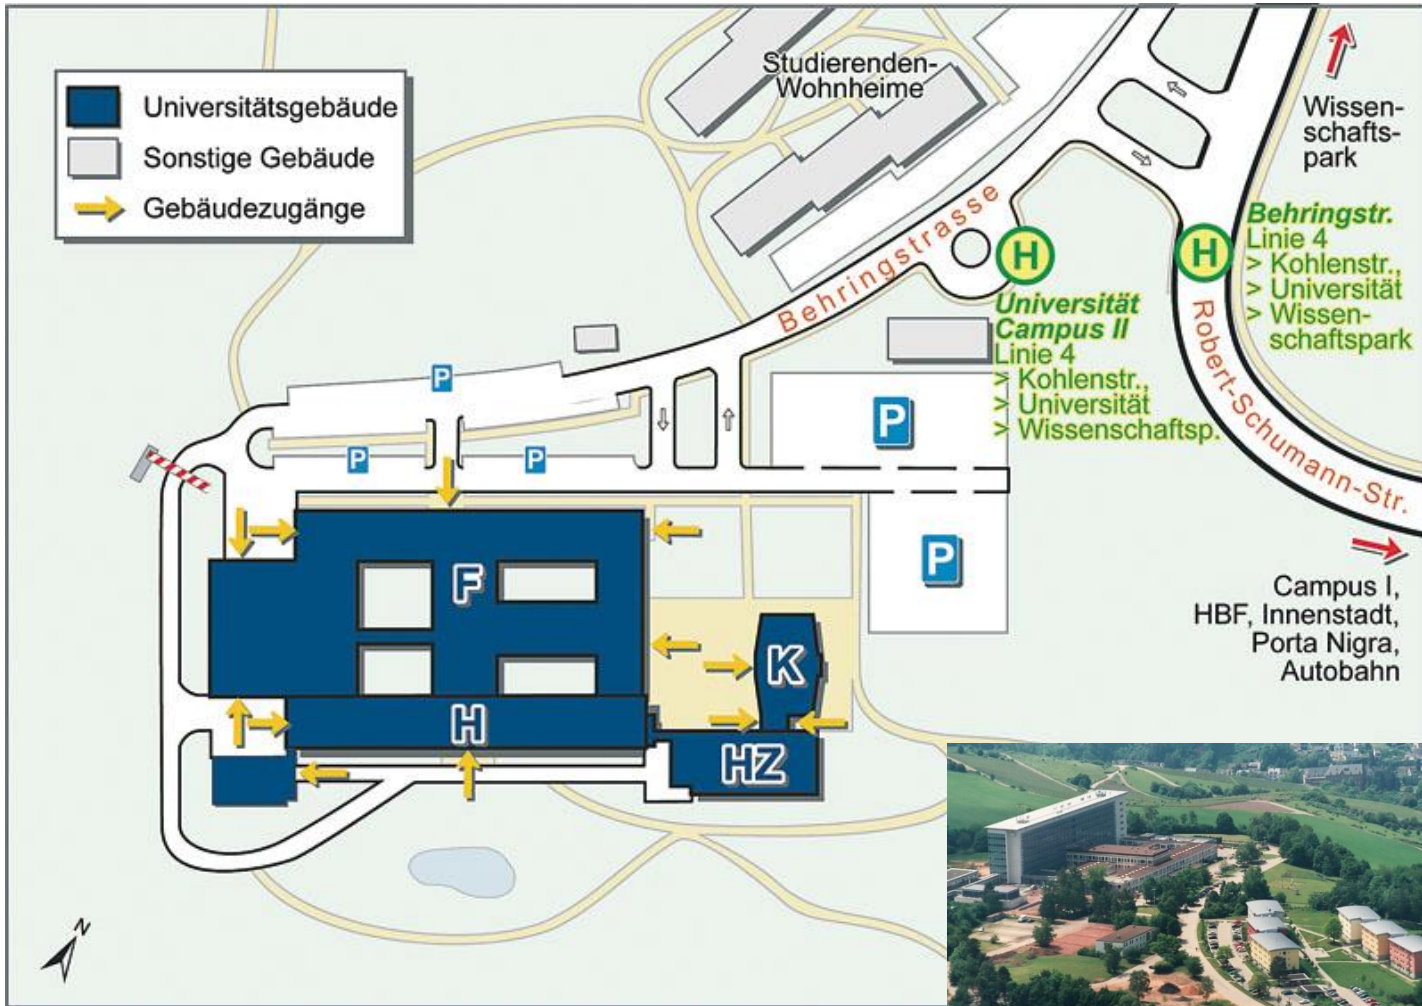 Universitätsgebäude
Sonstige Gebäude
Gebäudezugänge
Studierenden-
Wohnheime
Wissen-
schafts-
park
Behringstrasse
H
Universität
Campus II
Linie 4
> Kohlenstr.,
> Universität
> Wissenschaftsp.
H
Behringstr.
Linie 4
> Kohlenstr.,
> Universität
> Wissen-
schaftspark
Robert-Schumann-Str.
Campus I,
HBF, Innenstadt,
Porta Nigra,
Autobahn
P
P
P
P
P
F
K
H
HZ
N